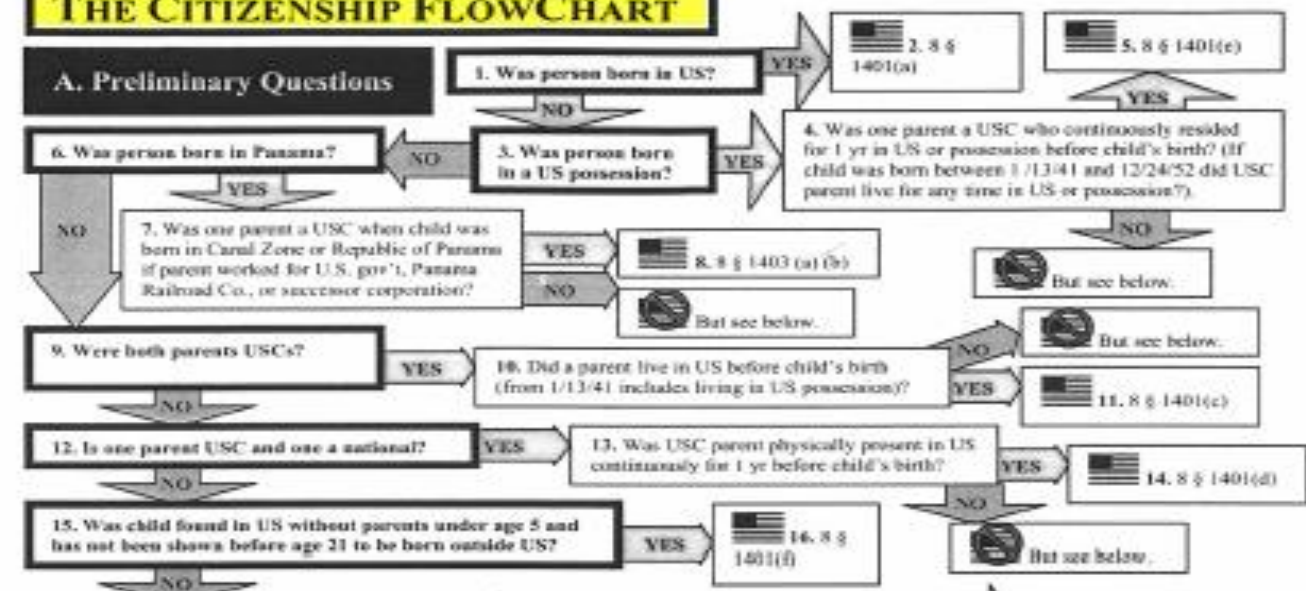 THE CITIZENSHIP FLOWCHART
A. Preliminary Questions
1. Was person born in US?
YES
2. 8 §
1401(a)
5. 8 § 1401(e)
NO
YES
6. Was person born in Panama?
NO
3. Was person born
in a US possession?
YES
4. Was one parent a USC who continuously resided
for 1 yr in US or possession before child's birth? (If
child was born between 1/13/41 and 12/24/52 did USC
parent live for any time in US or possession?).
YES
NO
NO
7. Was one parent a USC when child was
born in Canal Zone or Republic of Panama
if parent worked for U.S. gov't, Panama
Railroad Co., or successor corporation?
YES
8. 8 § 1403 (a) (b)
NO
But see below.
But see below.
9. Were both parents USCs?
YES
10. Did a parent live in US before child's birth
(from 1/13/41 includes living in US possession)?
NO
But see below.
YES
11. 8 § 1401(c)
NO
12. Is one parent USC and one a national?
YES
13. Was USC parent physically present in US
continuously for 1 yr before child's birth?
YES
14. 8 § 1401(d)
NO
NO
15. Was child found in US without parents under age 5 and
has not been shown before age 21 to be born outside US?
YES
16. 8 §
1401(f)
But see below.
NO